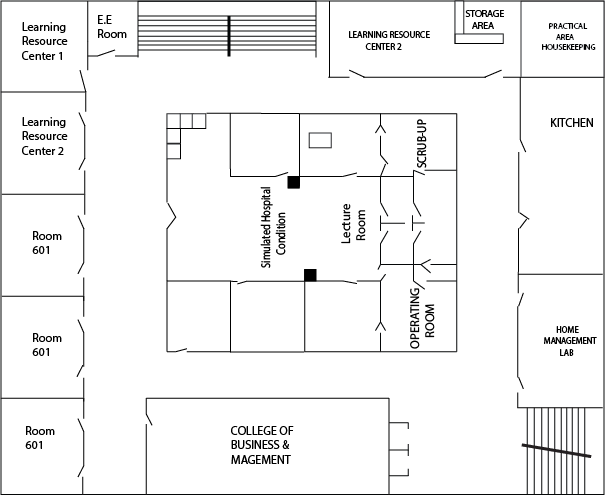 Learning
Resource
Center 1
E.E
Room
LEARNING RESOURCE
CENTER 2
STORAGE
AREA
PRACTICAL
AREA
HOUSEKEEPING
Learning
Resource
Center 2
SCRUB-UP
KITCHEN
Room
601
Simulated Hospital
Condition
Lecture
Room
Room
601
OPERATING
ROOM
HOME
MANAGEMENT
LAB
Room
601
COLLEGE OF
BUSINESS &
MAGEMENT